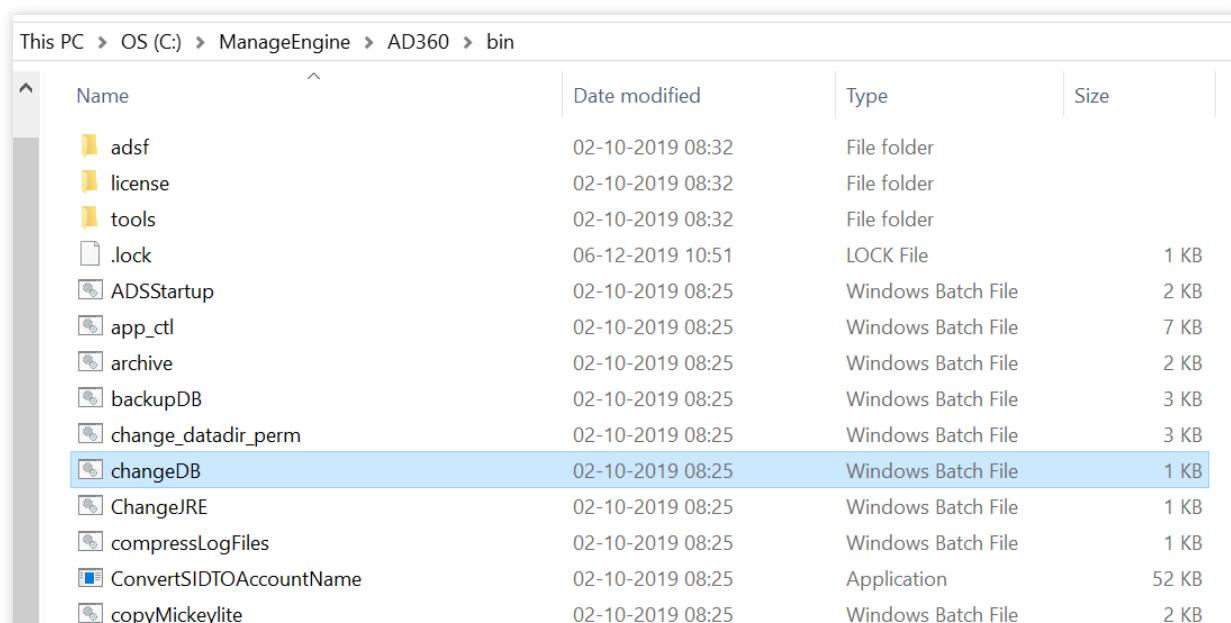 This PC > OS (C:) > ManageEngine > AD360 > bin
Name Date modified Type Size
adsf 02-10-2019 08:32 File folder
license 02-10-2019 08:32 File folder
tools 02-10-2019 08:32 File folder
.lock 06-12-2019 10:51 LOCK File 1 KB
ADSStartup 02-10-2019 08:25 Windows Batch File 2 KB
app_ctl 02-10-2019 08:25 Windows Batch File 7 KB
archive 02-10-2019 08:25 Windows Batch File 2 KB
backupDB 02-10-2019 08:25 Windows Batch File 3 KB
change_datadir_perm 02-10-2019 08:25 Windows Batch File 3 KB
changeDB 02-10-2019 08:25 Windows Batch File 1 KB
ChangeJRE 02-10-2019 08:25 Windows Batch File 1 KB
compressLogFiles 02-10-2019 08:25 Windows Batch File 1 KB
ConvertSIDTOAccountName 02-10-2019 08:25 Application 52 KB
copyMickeylite 02-10-2019 08:25 Windows Batch File 2 KB